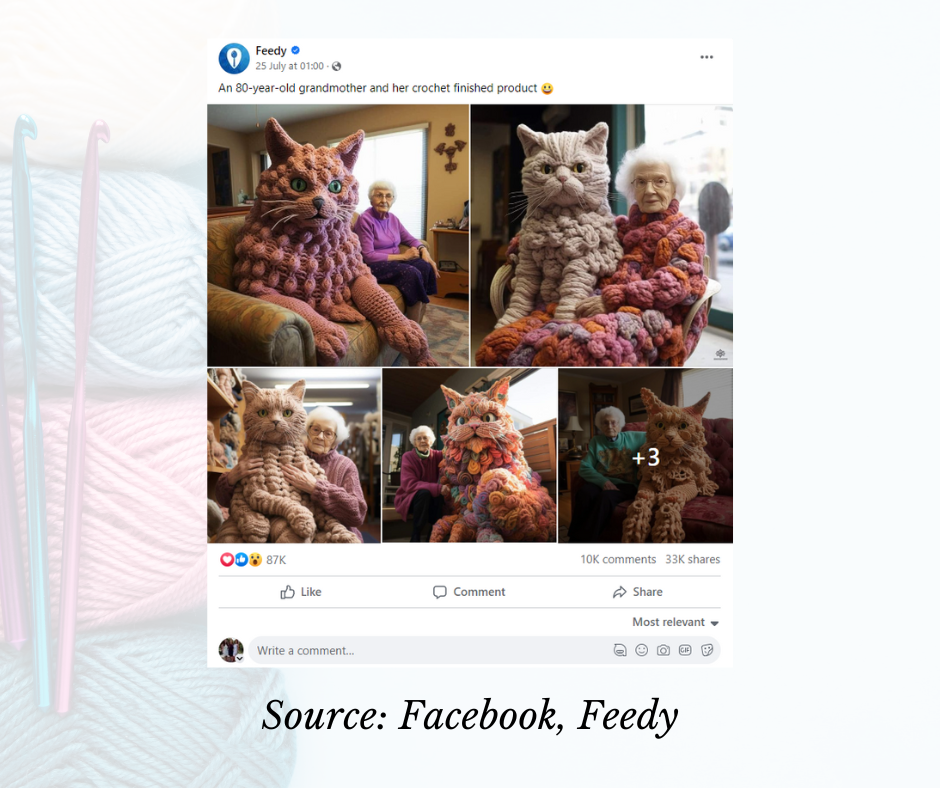 Feedy
25 July at 01:00 ·
An 80-year-old grandmother and her crochet finished product 😃
+3
87K
10K comments 33K shares
Like
Comment
Share
Most relevant
Write a comment...
GIF
Source: Facebook, Feedy